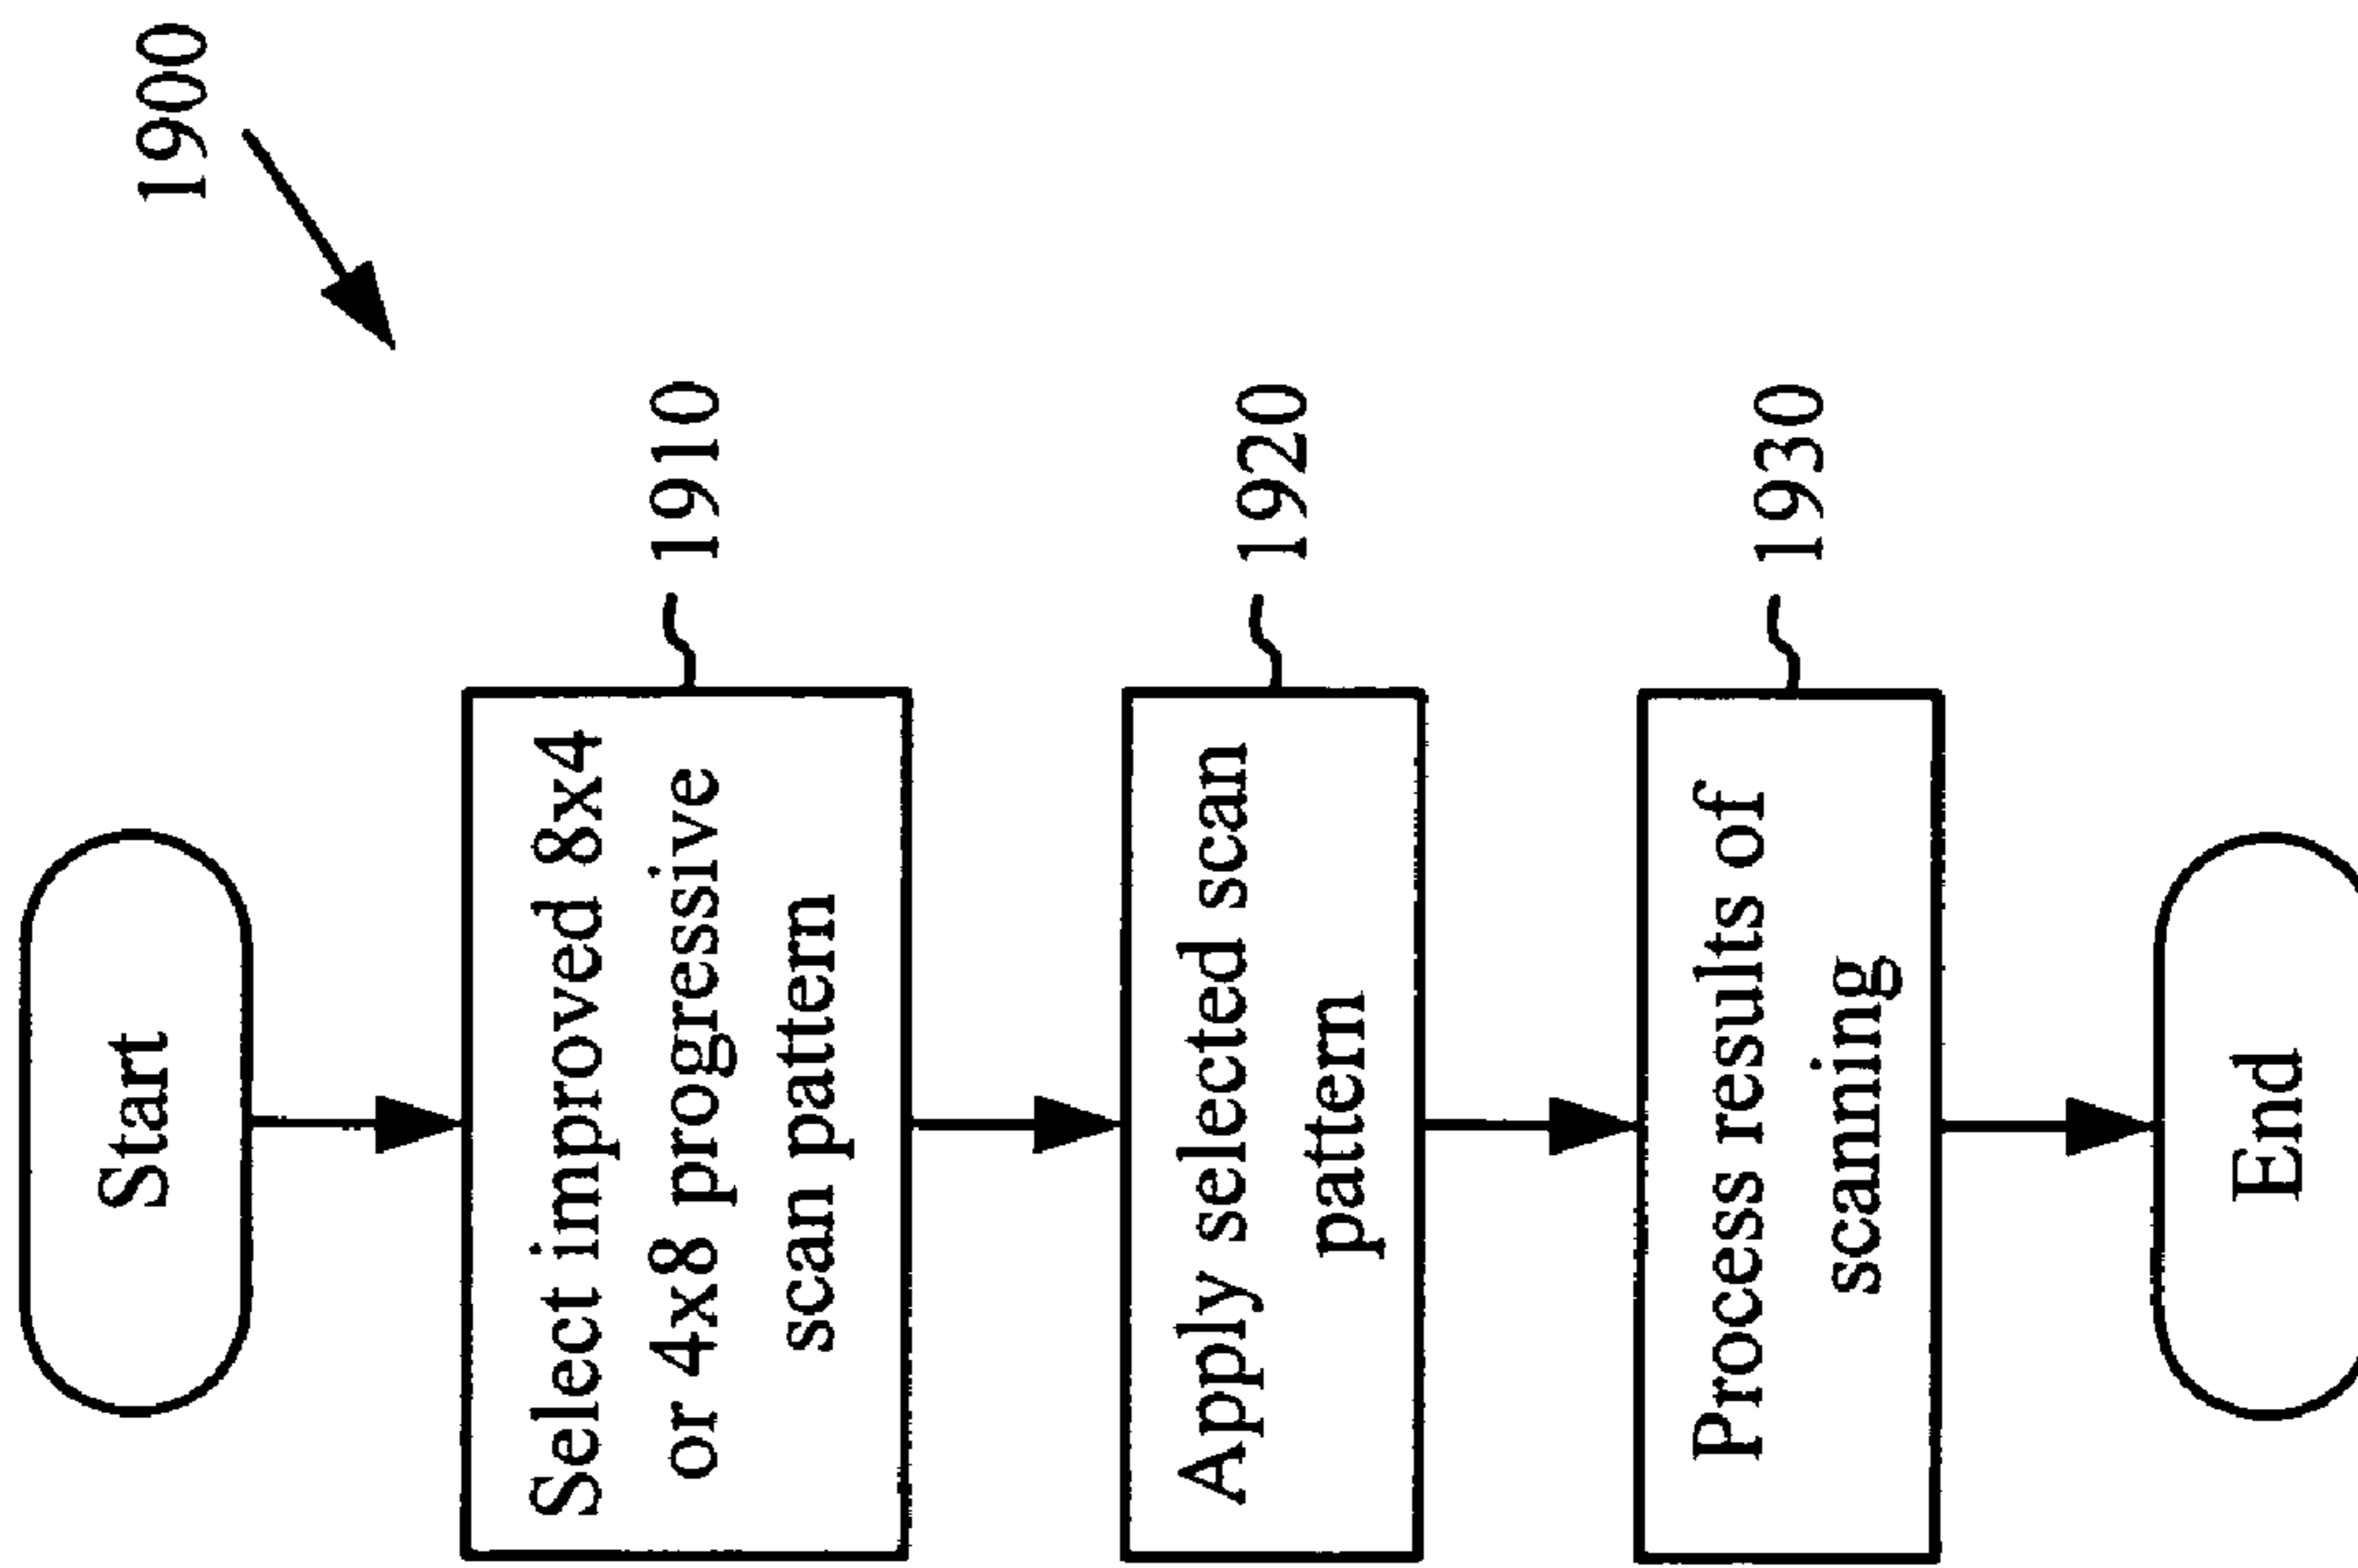 1900
Start
Select improved 8x4
or 4x8 progressive
scan pattern
1910
Apply selected scan
pattern
1920
Process results of
scanning
1930
End